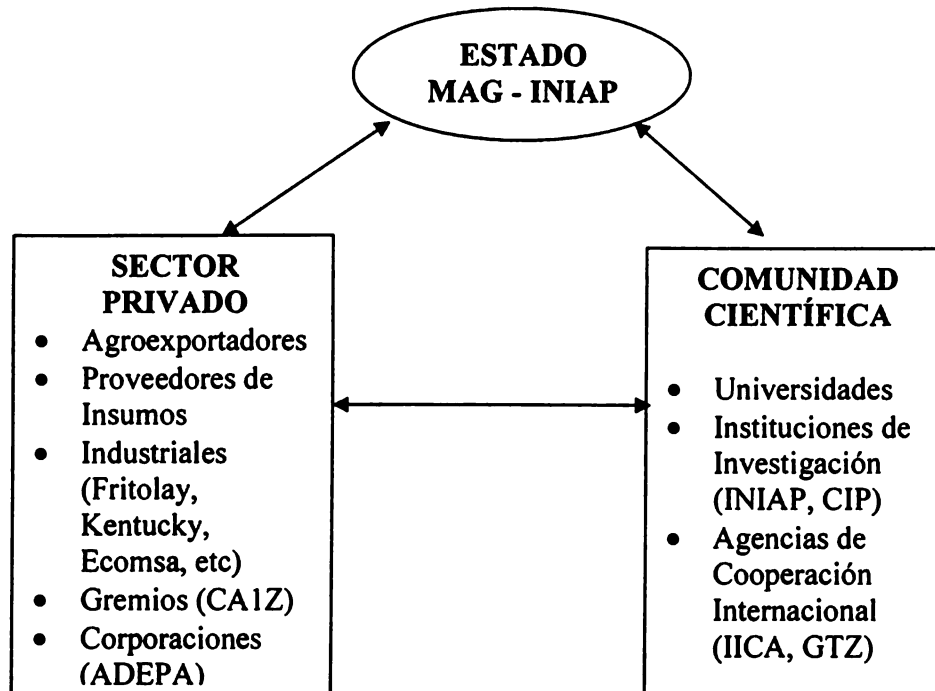 ESTADO
MAG - INIAP
SECTOR
PRIVADO
• Agroexportadores
• Proveedores de
Insumos
• Industriales
(Fritolay,
Kentucky,
Ecomsa, etc)
• Gremios (CA1Z)
• Corporaciones
(ADEPA)
COMUNIDAD
CIENTÍFICA
• Universidades
• Instituciones de
Investigación
(INIAP, CIP)
• Agencias de
Cooperación
Internacional
(IICA, GTZ)